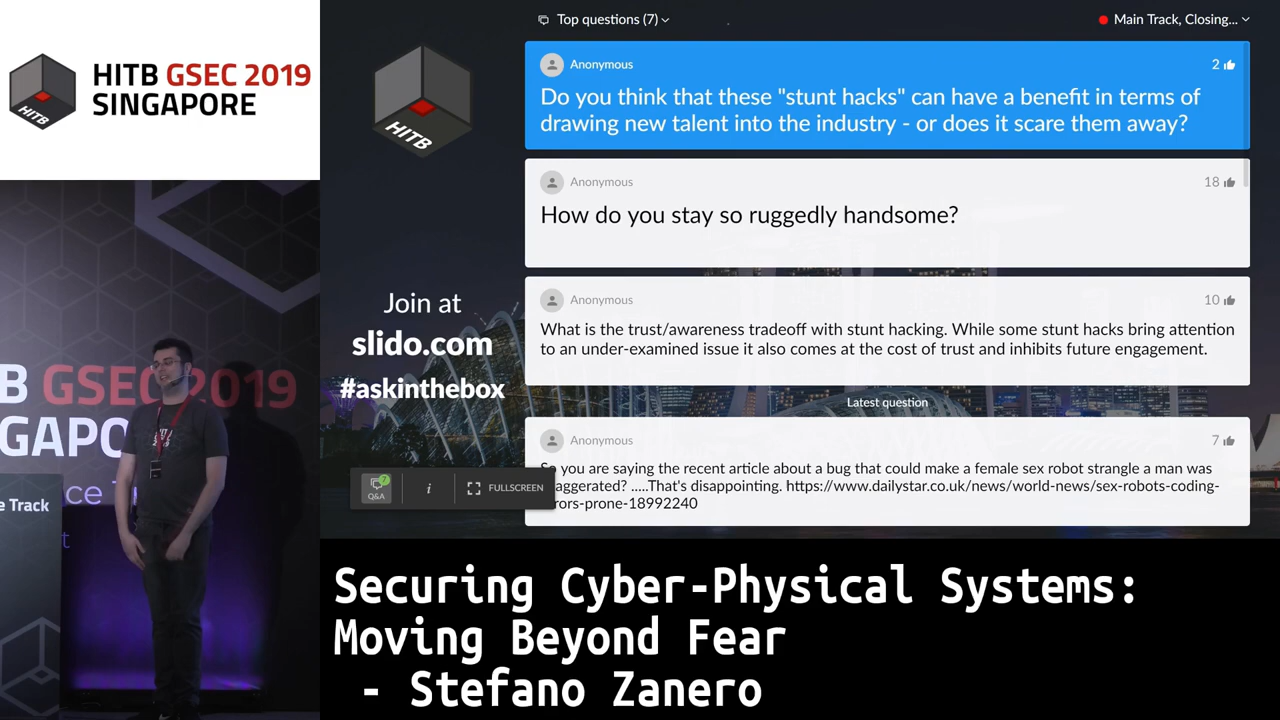 HITB GSEC 2019
SINGAPORE
HITB
B GSEC 2019
GAPO
ce T
e Track
t
HITB
Join at
slido.com
#askinthebox
Q&A
7
i
FULLSCREEN
Top questions (7)
Main Track, Closing...
Anonymous
2
Do you think that these "stunt hacks" can have a benefit in terms of
drawing new talent into the industry - or does it scare them away?
Anonymous
18
How do you stay so ruggedly handsome?
Anonymous
10
What is the trust/awareness tradeoff with stunt hacking. While some stunt hacks bring attention
to an under-examined issue it also comes at the cost of trust and inhibits future engagement.
Latest question
Anonymous
7
So you are saying the recent article about a bug that could make a female sex robot strangle a man was
aggerated? .....That's disappointing. https://www.dailystar.co.uk/news/world-news/sex-robots-coding-
rors-prone-18992240
Securing Cyber-Physical Systems:
Moving Beyond Fear
- Stefano Zanero